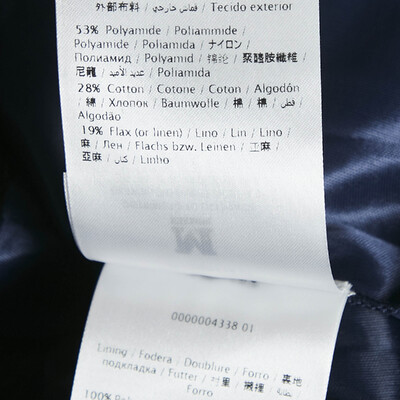 外部布料 / قماش خارجي / Tecido exterior
53% Polyamide / Poliammide /
Polyamide / Poliamida / ナイロン /
Полиамид / Polyamid / 锦纶 / 聚醯胺纖維 /
尼龍 / عديد الأميد / Poliamida
28% Cotton / Cotone / Coton / Algodón
/ 綿 / Хлопок / Baumwolle / 棉 / 棉 / قطن /
Algodão
19% Flax (or linen) / Lino / Lin / Lino /
麻 / Лен / Flachs bzw. Leinen / 亚麻 /
亞麻 / كتان / Linho
M
0000004338 01
Lining / Fodera / Doublure / Forro / 裏地
/ подкладка / Futter / 衬里 / 襯裡 /
Forro
100%